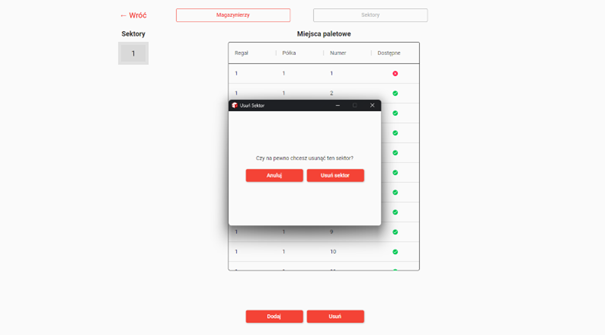 ← Wróć
Magazynierzy
Sektory
Sektory
Miejsca paletowe
1
Regał Półka Numer Dostępne
1 1 1
1 1 2
Usuń Sektor
Czy na pewno chcesz usunąć ten sektor?
Anuluj
Usuń sektor
1 1 9
1 1 10
Dodaj
Usuń